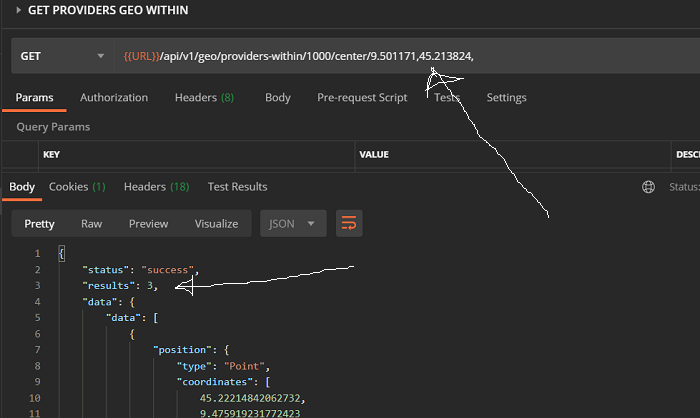 GET PROVIDERS GEO WITHIN
GET {{URL}}/api/v1/geo/providers-within/1000/center/9.501171,45.213824,
Params Authorization Headers (8) Body Pre-request Script Tests Settings
Query Params
KEY VALUE DESC
Body Cookies (1) Headers (18) Test Results Status:
Pretty Raw Preview Visualize JSON
1 {
2 "status": "success",
3 "results": 3,
4 "data": {
5 "data": [
6 {
7 "position": {
8 "type": "Point",
9 "coordinates": [
10 45.22214842062732,
11 9.475919231772423